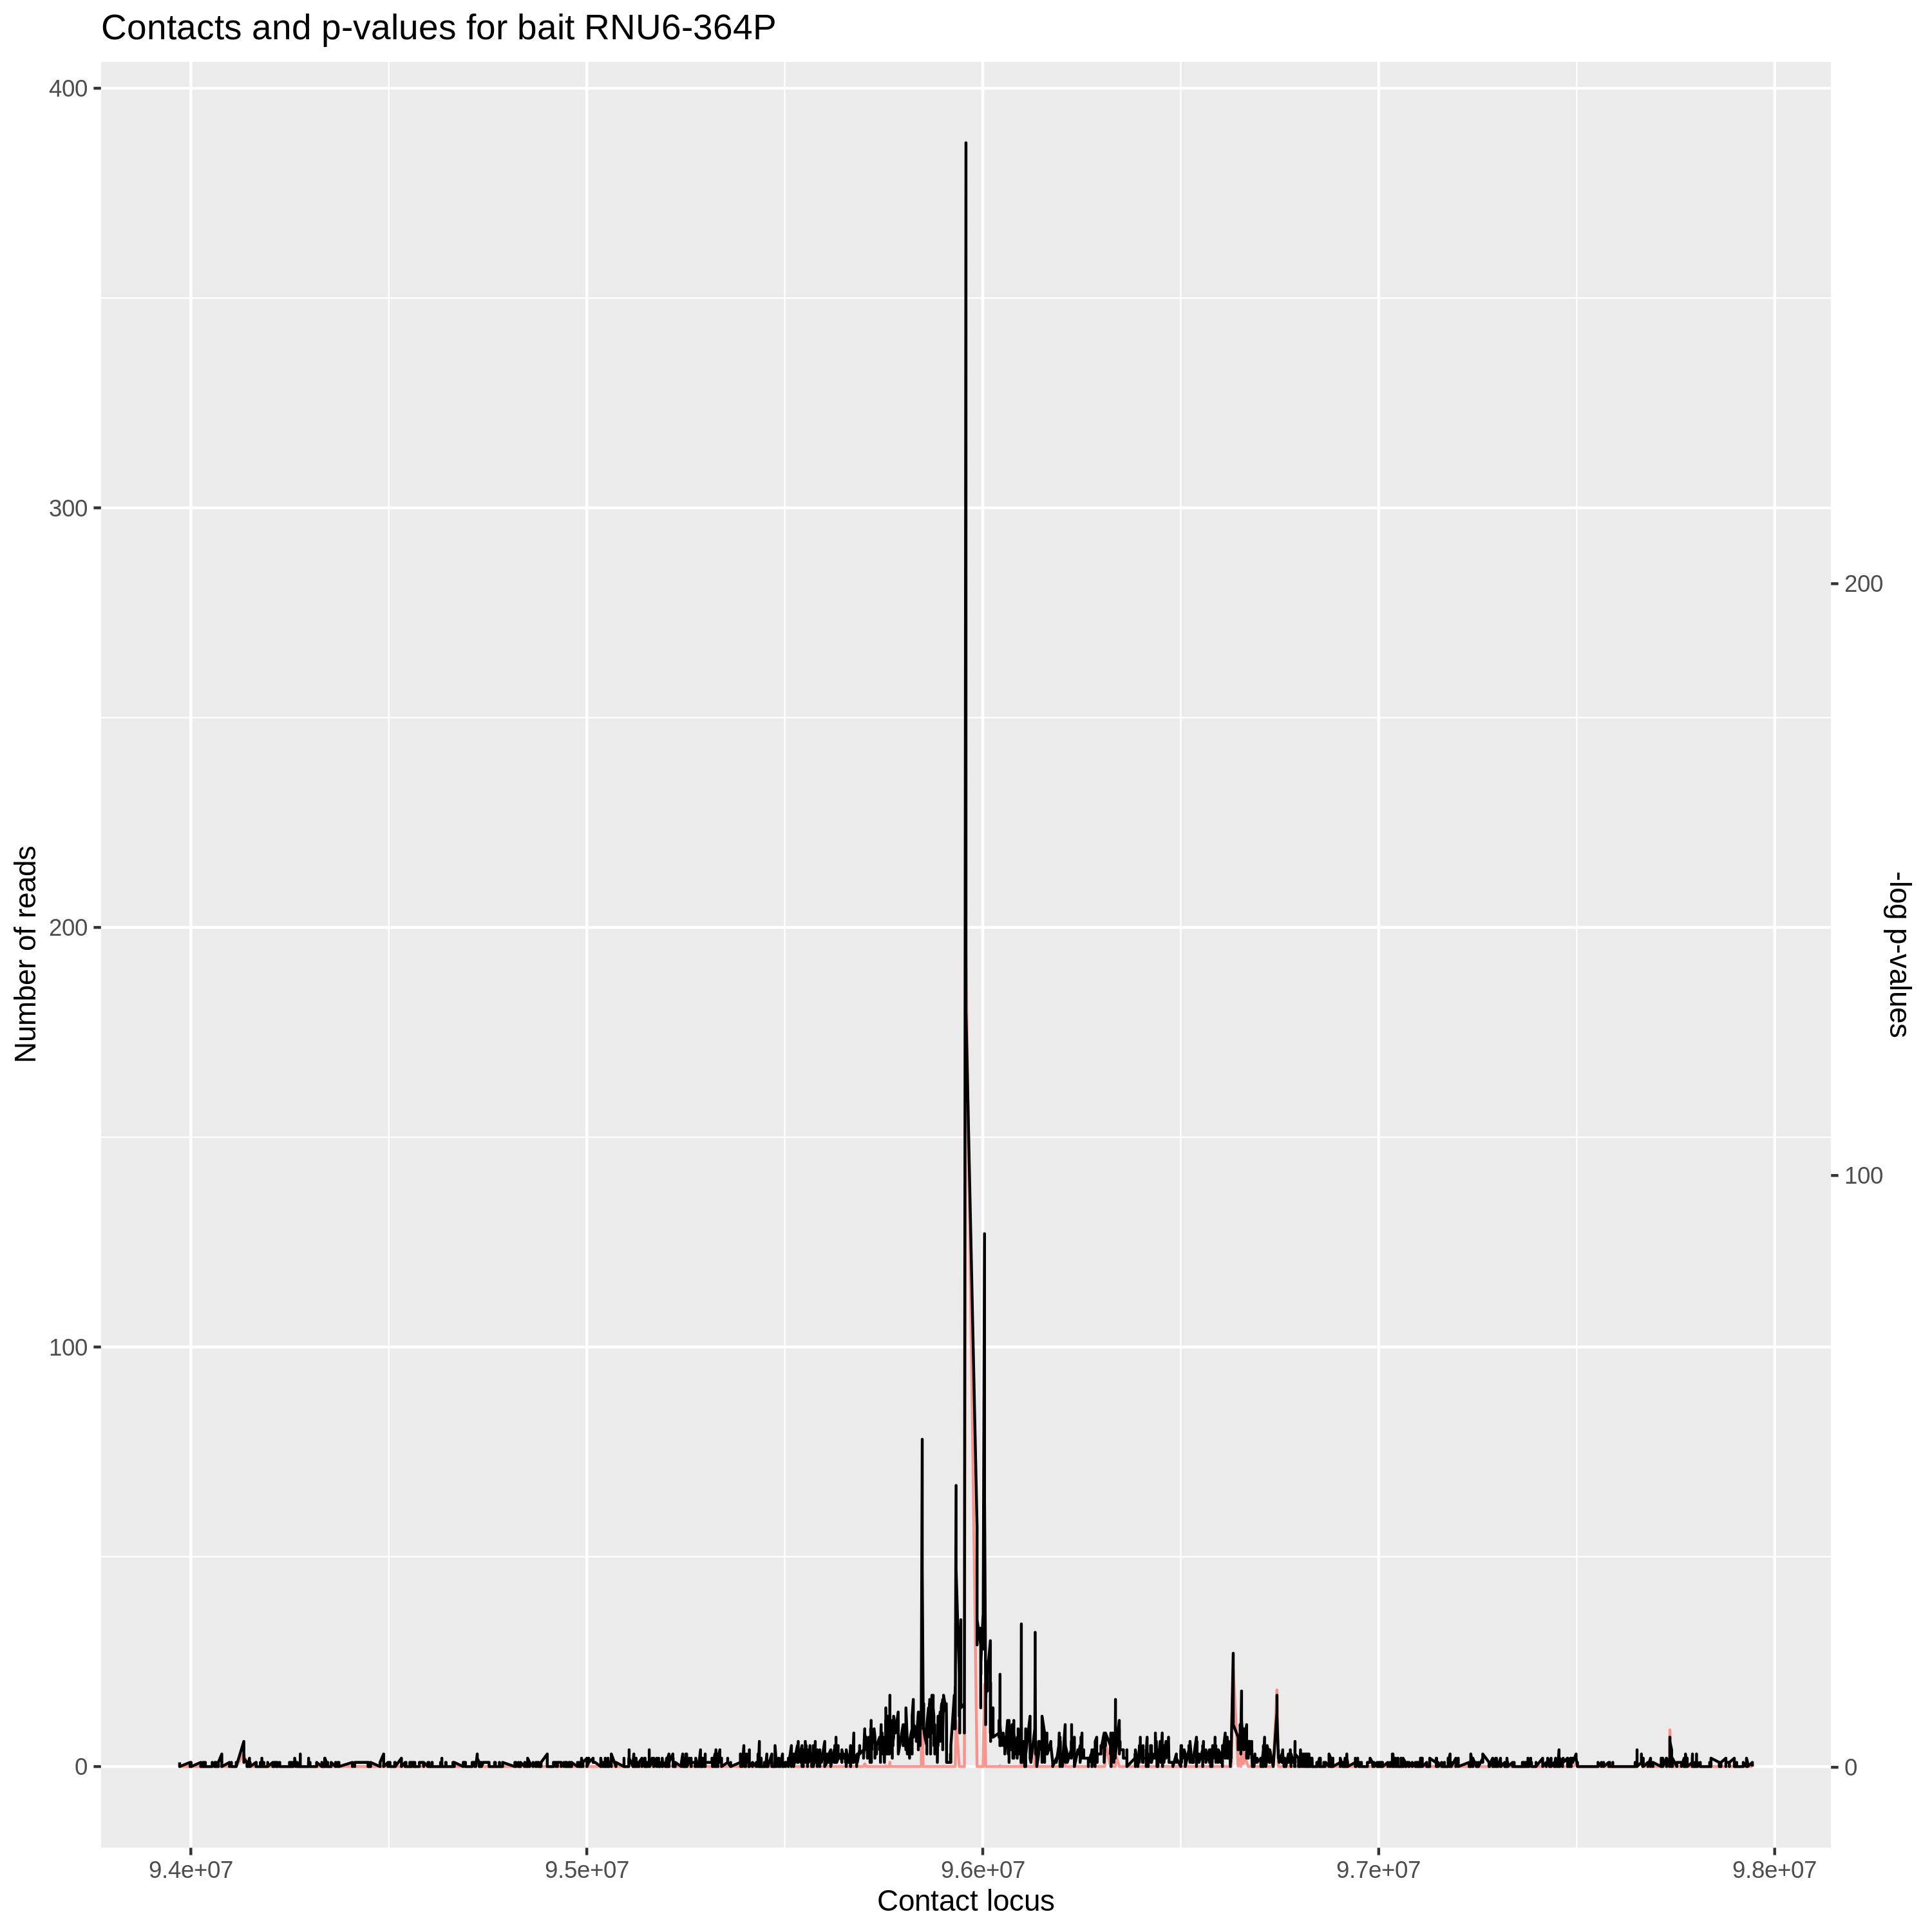 Contacts and p-values for bait RNU6-364P
400
300
200
100
0
Number of reads
200
100
0
-log p-values
9.4e+07
9.5e+07
9.6e+07
9.7e+07
9.8e+07
Contact locus